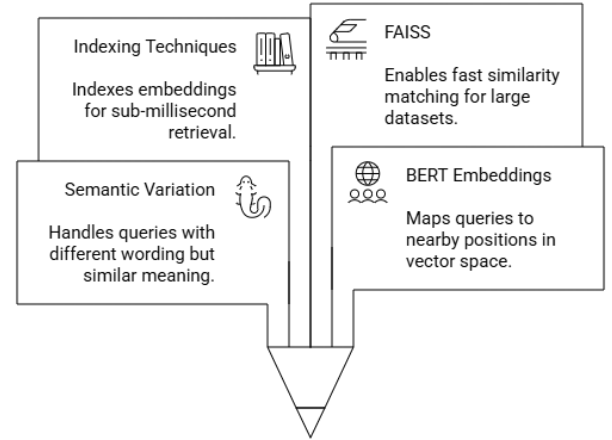 Indexing Techniques
Indexes embeddings
for sub-millisecond
retrieval.
FAISS
Enables fast similarity
matching for large
datasets.
Semantic Variation
Handles queries with
different wording but
similar meaning.
BERT Embeddings
Maps queries to
nearby positions in
vector space.